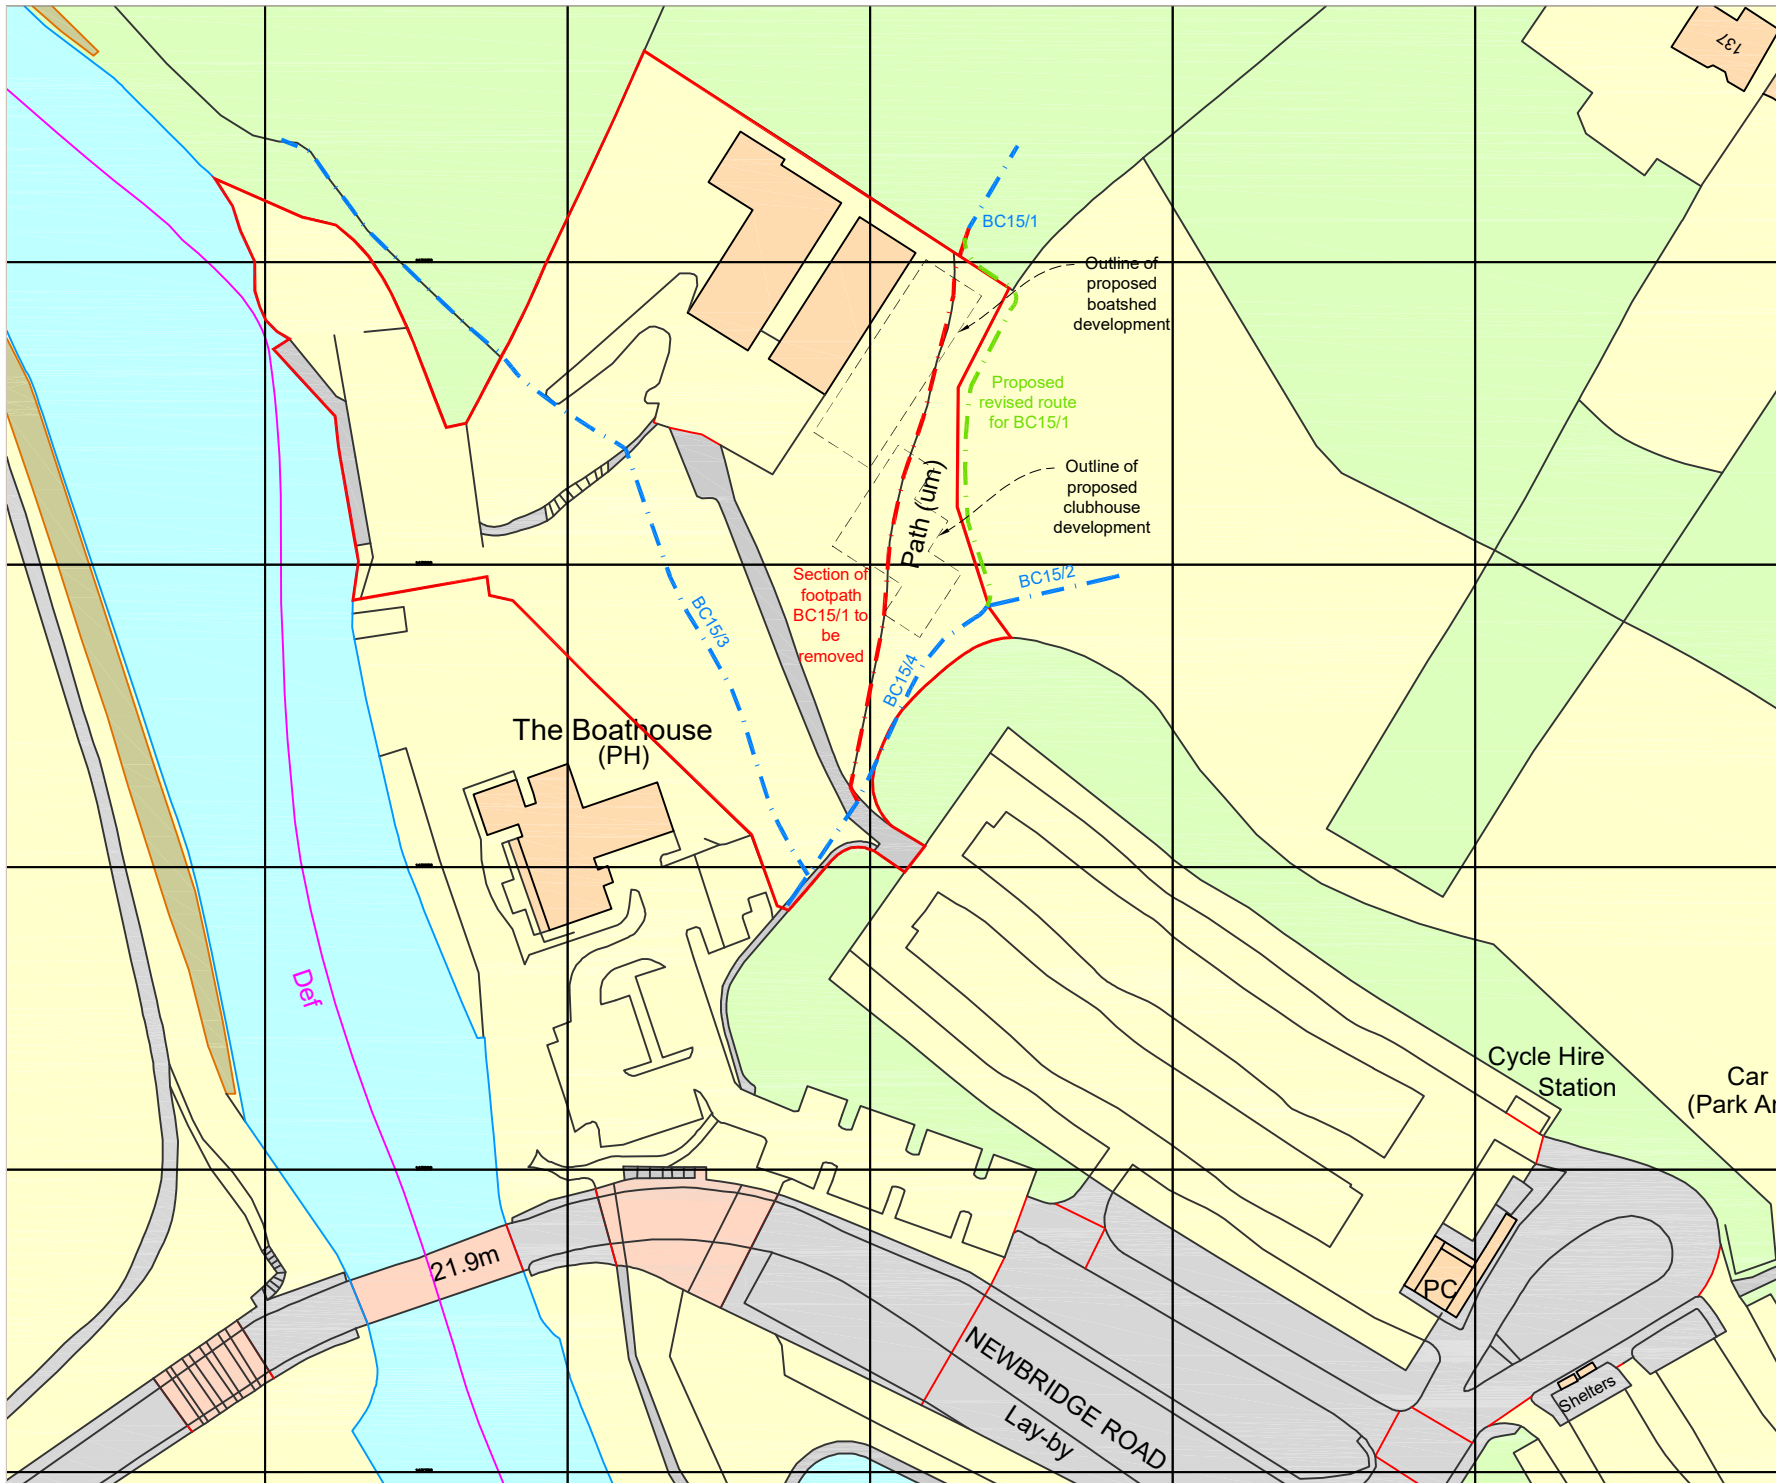 137
BC15/1
Outline of
proposed
boatshed
development
Proposed
revised route
for BC15/1
Path (um)
Outline of
proposed
clubhouse
development
Section of
footpath
BC15/1 to
be
removed
BC15/2
BC15/3
BC15/4
The Boathouse
(PH)
Def
Cycle Hire
Station
Car
(Park An
21.9m
PC
NEWBRIDGE ROAD
Lay-by
Shelters